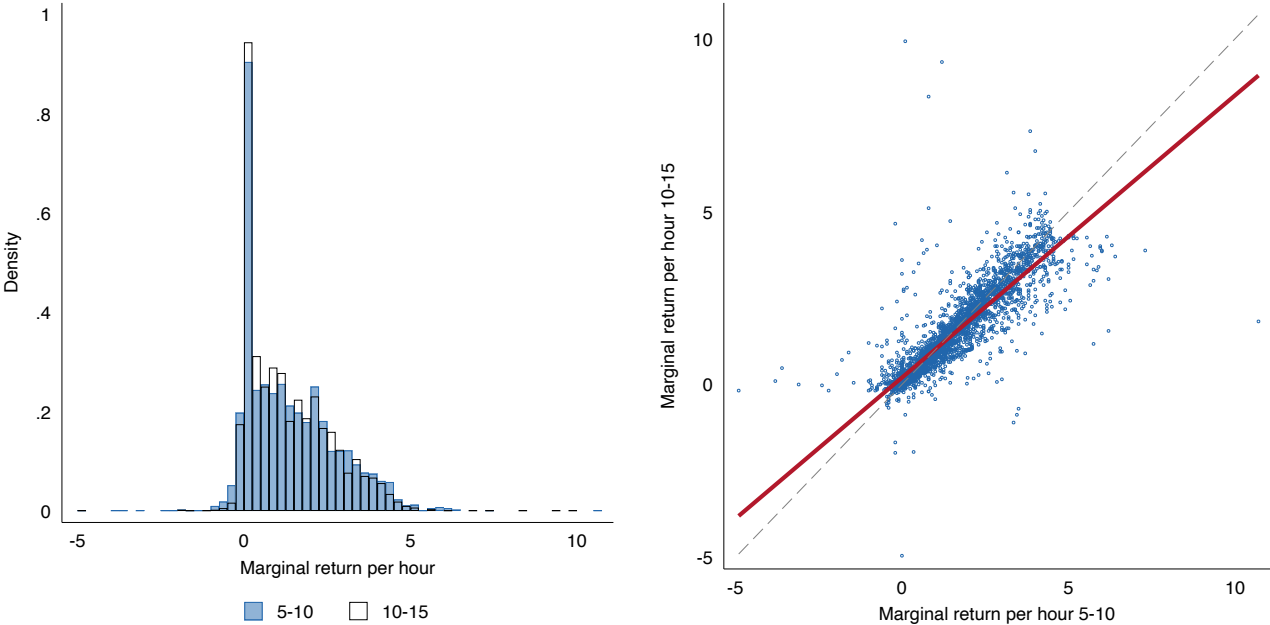 Density
1
.8
.6
.4
.2
0
-5 0 5 10
Marginal return per hour
5-10 10-15
Marginal return per hour 10-15
10
5
0
-5
-5 0 5 10
Marginal return per hour 5-10